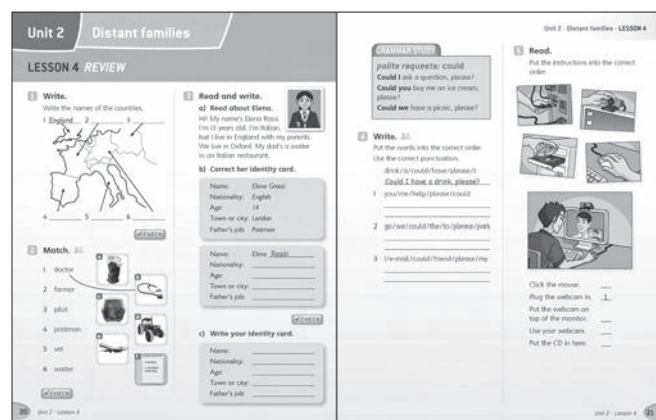 Unit 2 Distant families
LESSON 4 REVIEW
1 Write.
Write the names of the countries.
1 England 2 3
4 5 6
CHECK
2 Match.
1 doctor
2 farmer
3 pilot
4 postman
5 vet
6 waiter
CHECK
3 Read and write.
a) Read about Elena.
Hi! My name's Elena Rossi.
I'm 13 years old. I'm Italian,
but I live in England with my parents.
We live in Oxford. My dad's a waiter
in an Italian restaurant.
b) Correct her identity card.
Name: Elena Grassi
Nationality: English
Age: 14
Town or city: London
Father's job: Postman
Name: Elena Rossi
Nationality:
Age:
Town or city:
Father's job:
CHECK
c) Write your identity card.
Name:
Nationality:
Age:
Town or city:
Father's job:
20 Unit 2 - Lesson 4
Unit 2 - Distant families - LESSON 4
GRAMMAR STUDY
polite requests: could
Could I ask a question, please?
Could you buy me an ice cream,
please?
Could we have a picnic, please?
4 Write.
Put the words into the correct order.
Use the correct punctuation.
drink/a/could/have/please/I
Could I have a drink, please?
1 you/me/help/please/could
2 go/we/could/the/to/please/park
3 I/e-mail/could/friend/please/my
5 Read.
Put the instructions into the correct
order.
Click the mouse.
Plug the webcam in. 1
Put the webcam on
top of the monitor.
Use your webcam.
Put the CD in here.
Unit 2 - Lesson 4 21